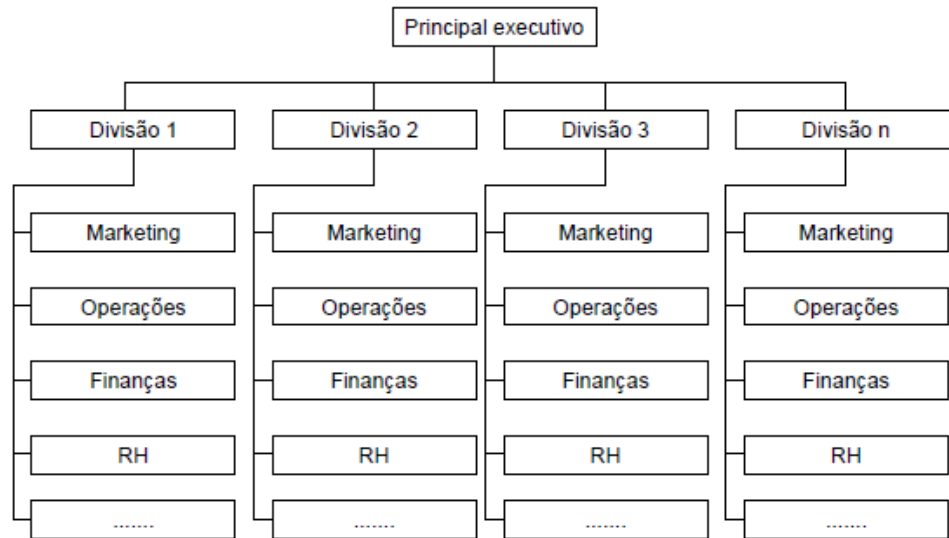 Principal executivo
Divisão 1
Divisão 2
Divisão 3
Divisão n
Marketing
Marketing
Marketing
Marketing
Operações
Operações
Operações
Operações
Finanças
Finanças
Finanças
Finanças
RH
RH
RH
RH
.......
.......
.......
.......